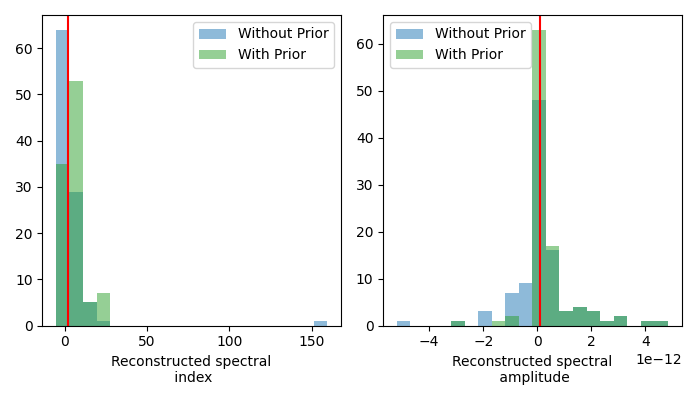 Without Prior
With Prior
60
50
40
30
20
10
0
0
50
100
150
Reconstructed spectral
index
Without Prior
With Prior
60
50
40
30
20
10
0
−4
−2
0
2
4
1e−12
Reconstructed spectral
amplitude